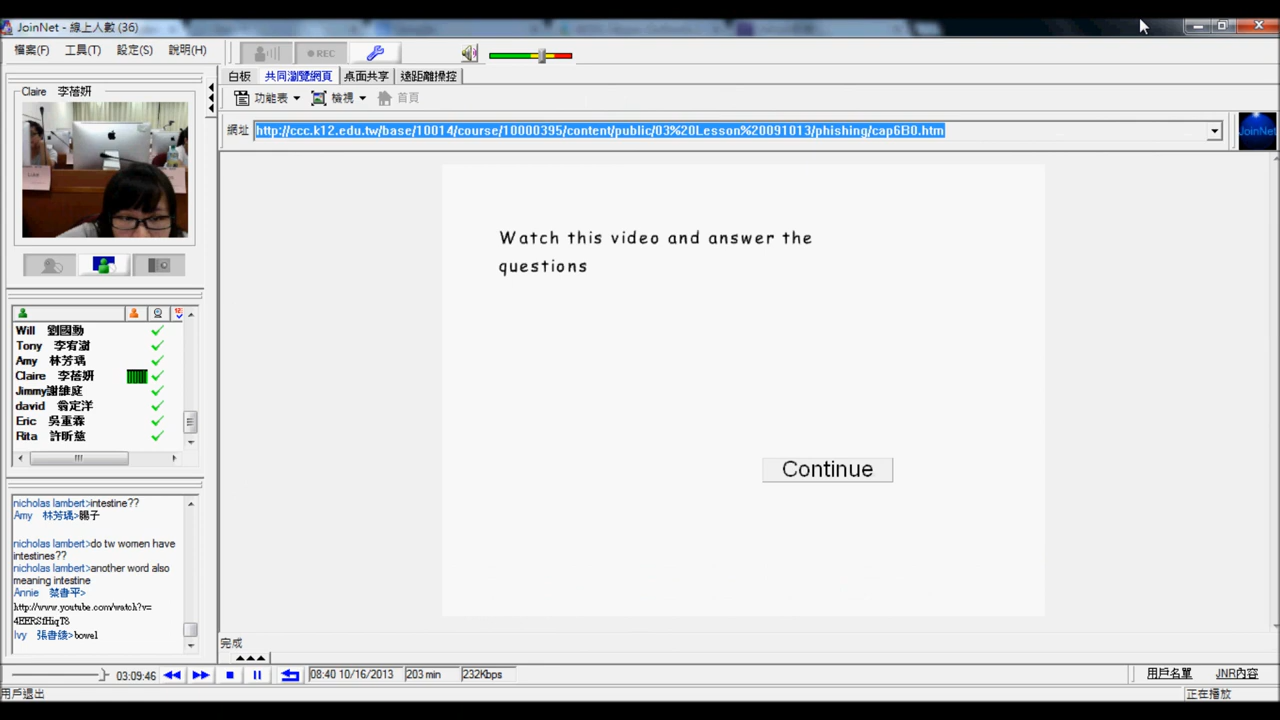 JoinNet - 線上人數 (36)
檔案(F) 工具(T) 設定(S) 說明(H)
REC
白板 共同瀏覽網頁 桌面共享 遠距離操控
功能表 檢視 首頁
網址 http://ccc.k12.edu.tw/base/10014/course/10000395/content/public/03%20Lesson%20091013/phishing/cap6B0.htm
JoinNet
Claire 李蓓妍
Watch this video and answer the
questions
Continue
Will 劉國勳
Tony 李宥澍
Amy 林芳瑀
Claire 李蓓妍
Jimmy謝維庭
david 翁定洋
Eric 吳重霖
Rita 許昕慈
nicholas lambert>intestine??
Amy 林芳瑀>腸子
nicholas lambert>do tw women have
intestines??
nicholas lambert>another word also
meaning intestine
Annie 葉書平>
http://www.youtube.com/watch?v=
4EERSfHiqT8
Ivy 張書綾>bowel
完成
03:09:46
08:40 10/16/2013 203 min 232Kbps
用戶名單 JNR內容
用戶退出
正在播放